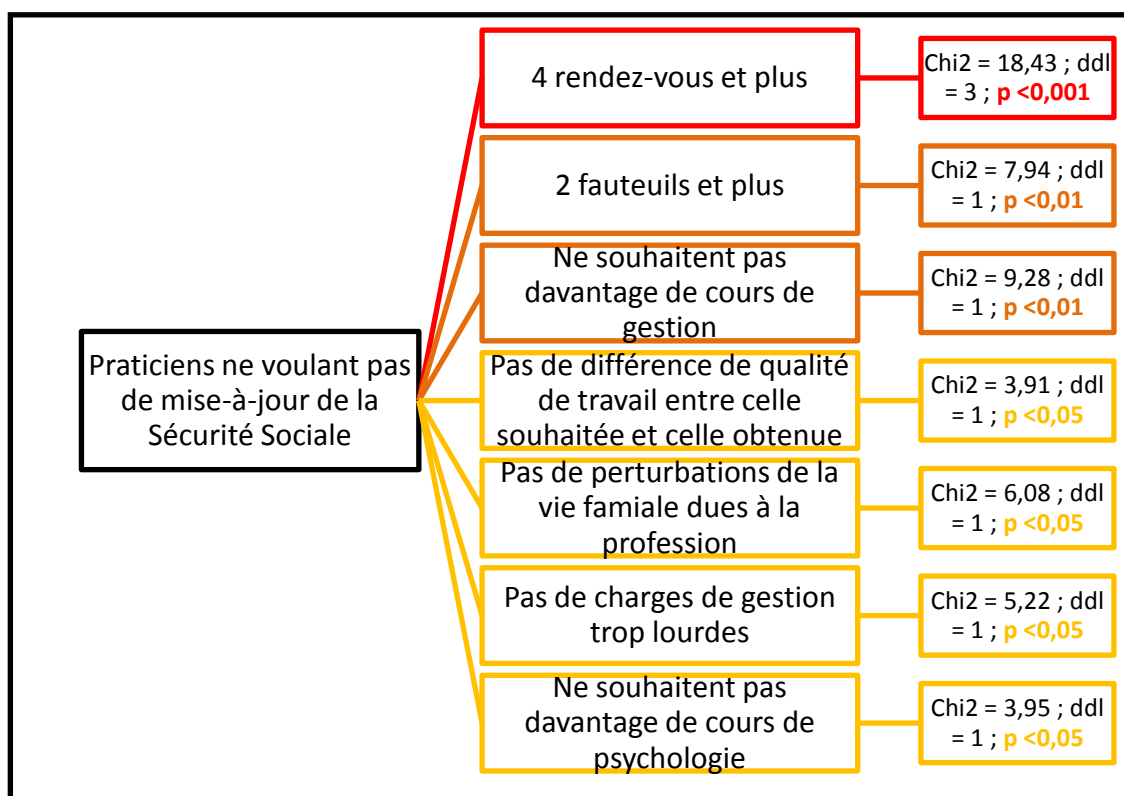 4 rendez-vous et plus
Chi2 = 18,43 ; ddl
= 3 ; p <0,001
2 fauteuils et plus
Chi2 = 7,94 ; ddl
= 1 ; p <0,01
Ne souhaitent pas
davantage de cours de
gestion
Chi2 = 9,28 ; ddl
= 1 ; p <0,01
Praticiens ne voulant pas
de mise-à-jour de la
Sécurité Sociale
Pas de différence de qualité
de travail entre celle
souhaitée et celle obtenue
Chi2 = 3,91 ; ddl
= 1 ; p <0,05
Pas de perturbations de la
vie famiale dues à la
profession
Chi2 = 6,08 ; ddl
= 1 ; p <0,05
Pas de charges de gestion
trop lourdes
Chi2 = 5,22 ; ddl
= 1 ; p <0,05
Ne souhaitent pas
davantage de cours de
psychologie
Chi2 = 3,95 ; ddl
= 1 ; p <0,05